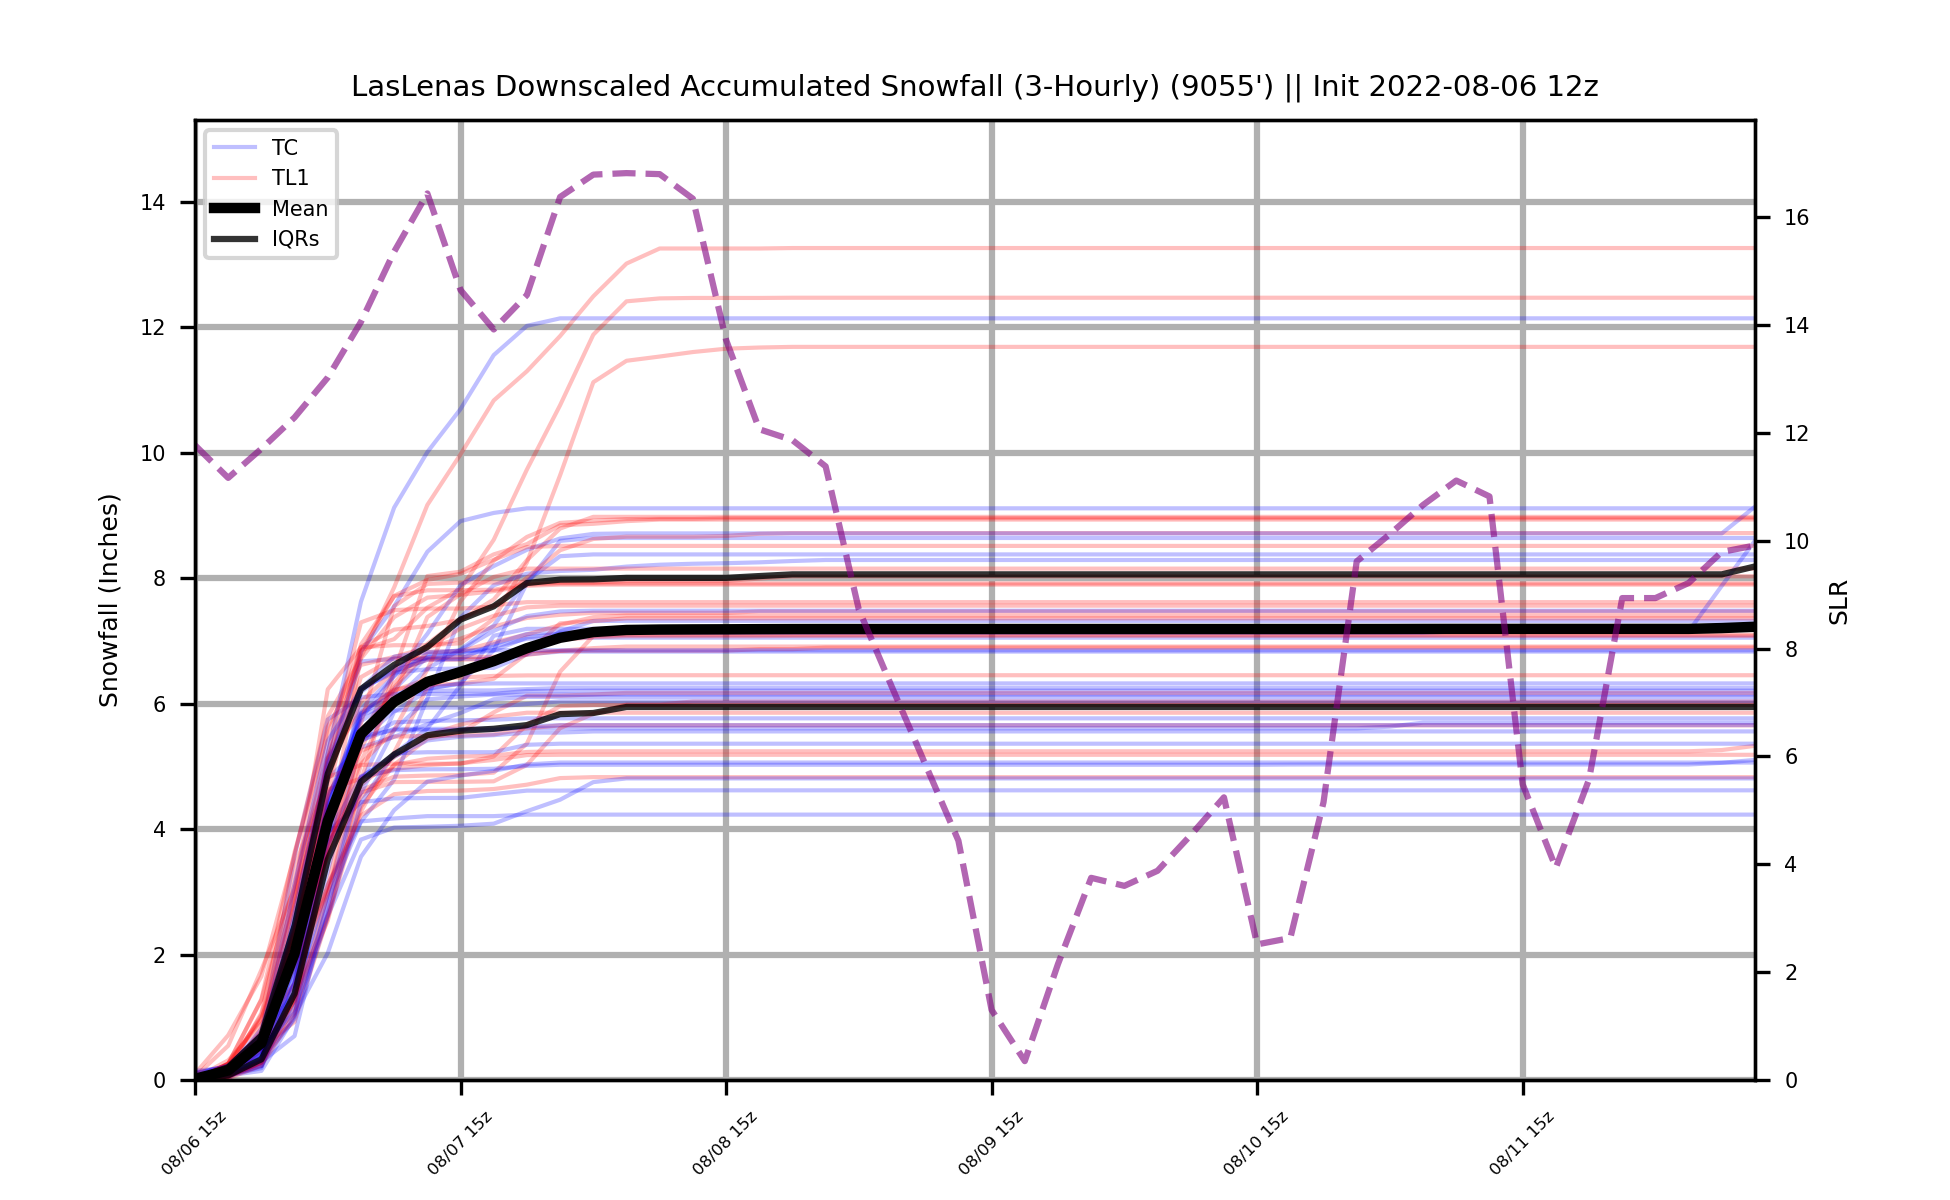 LasLenas Downscaled Accumulated Snowfall (3-Hourly) (9055') || Init 2022-08-06 12z
TC
TL1
Mean
IQRs
Snowfall (Inches)
14
12
10
8
6
4
2
0
SLR
16
14
12
10
8
6
4
2
0
08/06 15z
08/07 15z
08/08 15z
08/09 15z
08/10 15z
08/11 15z